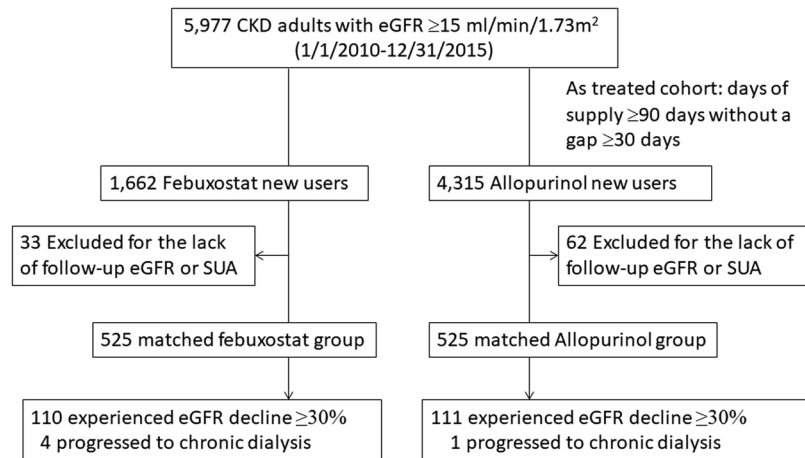 5,977 CKD adults with eGFR ≥15 ml/min/1.73m²
(1/1/2010-12/31/2015)
As treated cohort: days of
supply ≥90 days without a
gap ≥30 days
1,662 Febuxostat new users
4,315 Allopurinol new users
33 Excluded for the lack
of follow-up eGFR or SUA
62 Excluded for the lack of
follow-up eGFR or SUA
525 matched febuxostat group
525 matched Allopurinol group
110 experienced eGFR decline ≥30%
4 progressed to chronic dialysis
111 experienced eGFR decline ≥30%
1 progressed to chronic dialysis